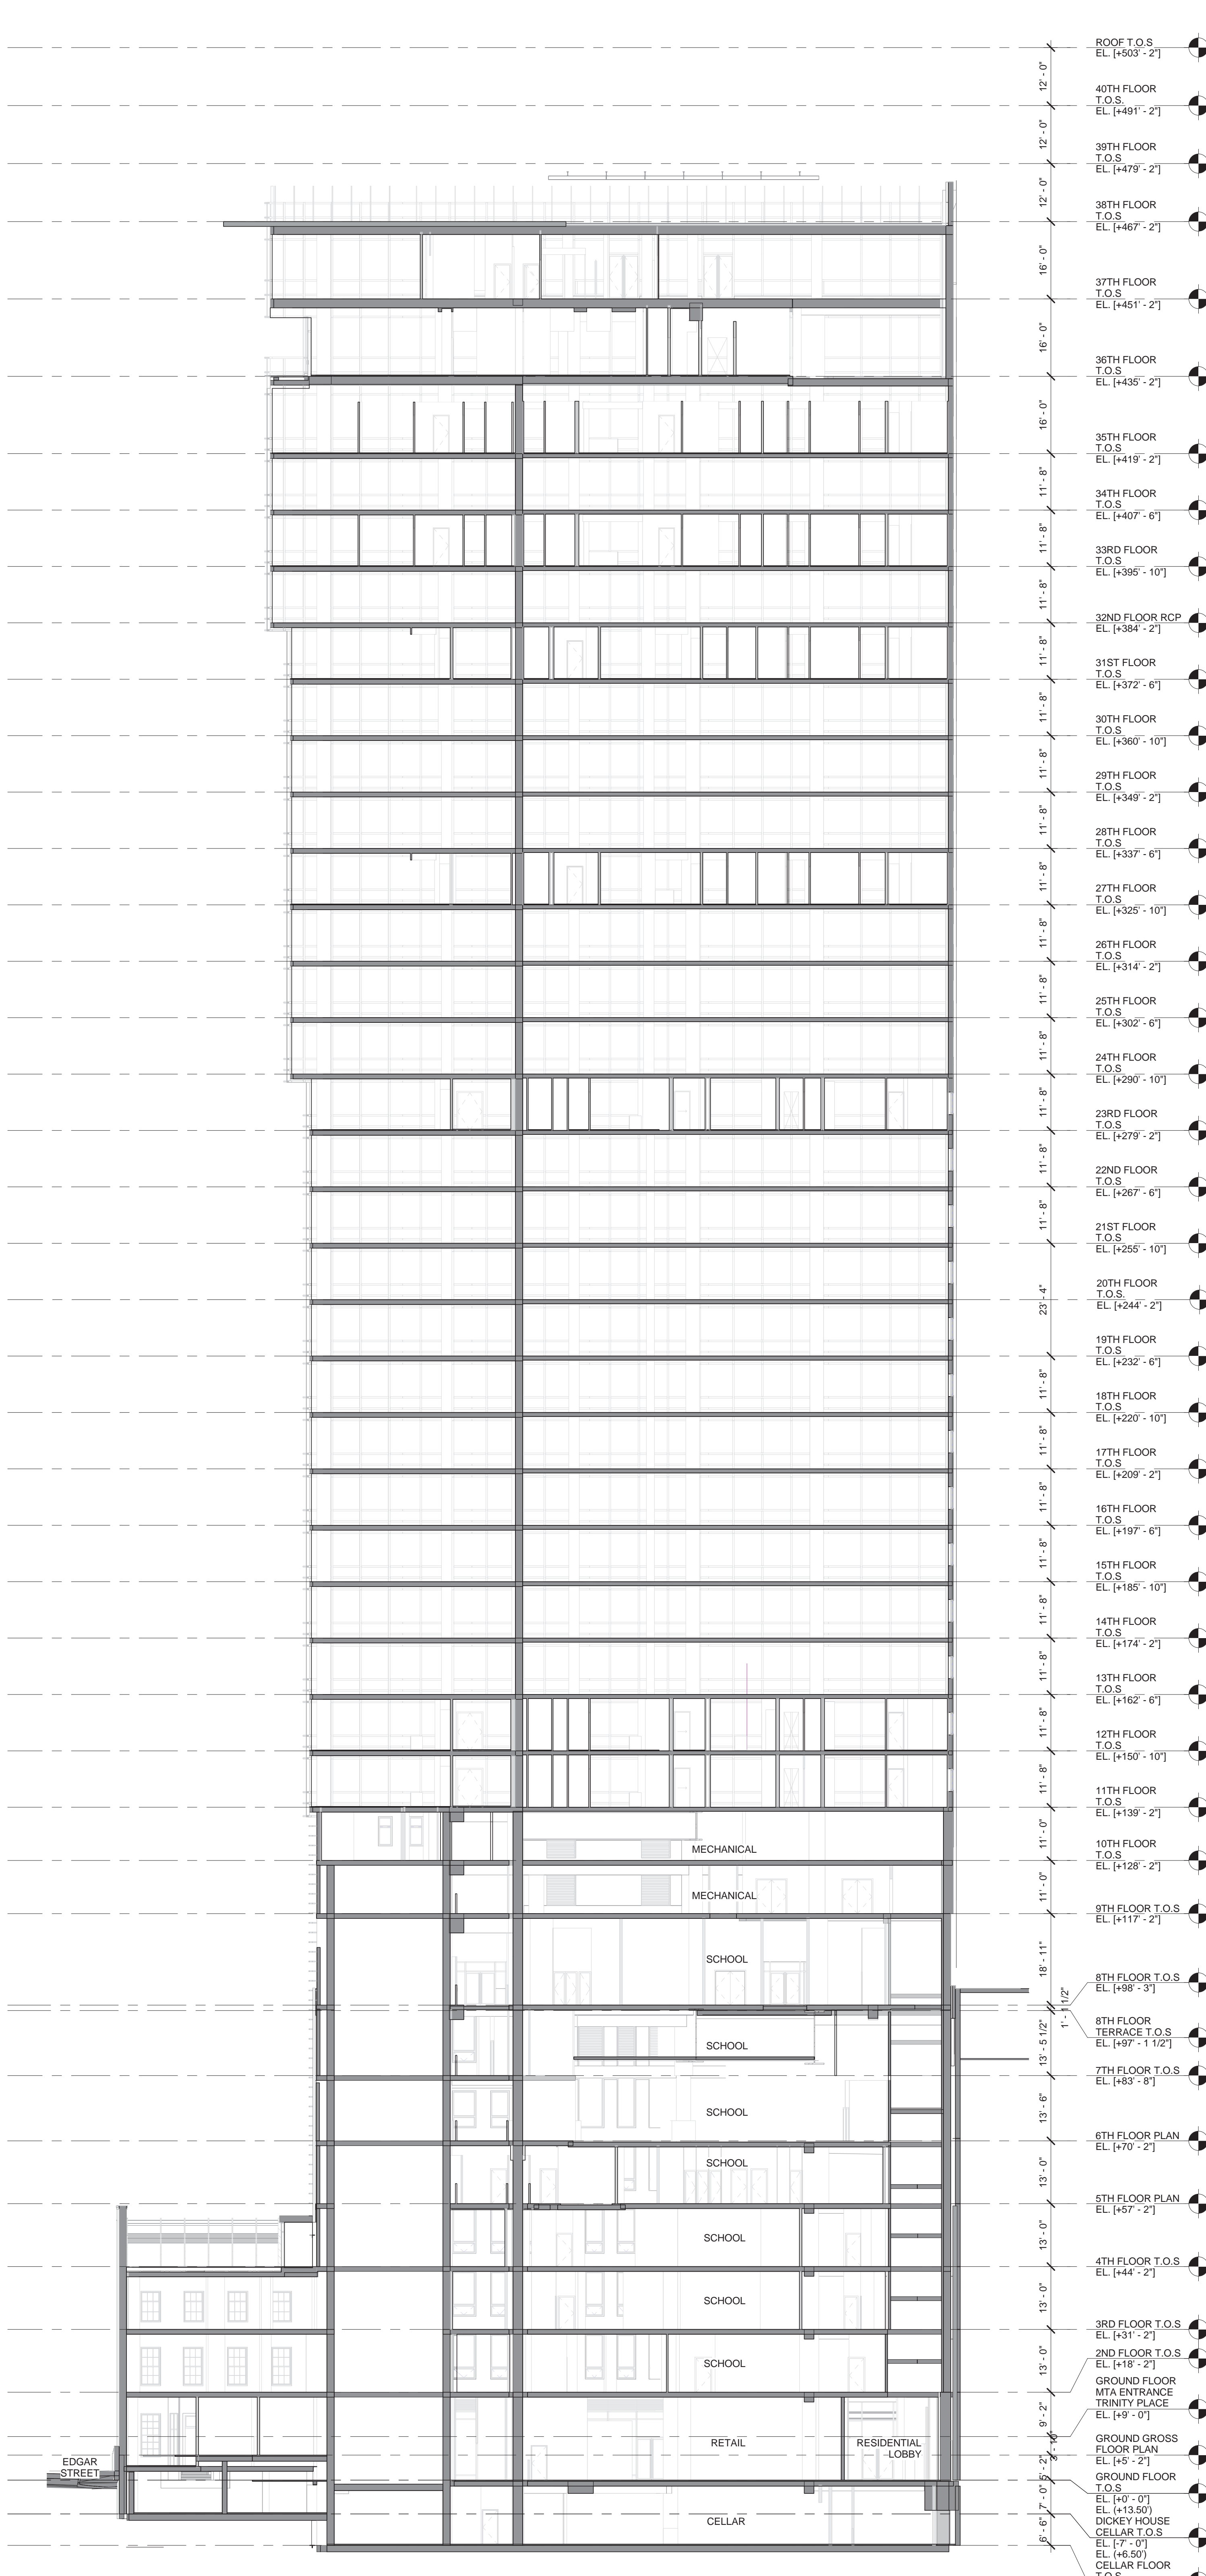 ROOF T.O.S
EL. [+503' - 2"]
12' - 0"
40TH FLOOR
T.O.S.
EL. [+491' - 2"]
12' - 0"
39TH FLOOR
T.O.S
EL. [+479' - 2"]
12' - 0"
38TH FLOOR
T.O.S
EL. [+467' - 2"]
16' - 0"
37TH FLOOR
T.O.S
EL. [+451' - 2"]
16' - 0"
36TH FLOOR
T.O.S
EL. [+435' - 2"]
16' - 0"
35TH FLOOR
T.O.S
EL. [+419' - 2"]
11' - 8"
34TH FLOOR
T.O.S
EL. [+407' - 6"]
11' - 8"
33RD FLOOR
T.O.S
EL. [+395' - 10"]
11' - 8"
32ND FLOOR RCP
EL. [+384' - 2"]
11' - 8"
31ST FLOOR
T.O.S
EL. [+372' - 6"]
11' - 8"
30TH FLOOR
T.O.S
EL. [+360' - 10"]
11' - 8"
29TH FLOOR
T.O.S
EL. [+349' - 2"]
11' - 8"
28TH FLOOR
T.O.S
EL. [+337' - 6"]
11' - 8"
27TH FLOOR
T.O.S
EL. [+325' - 10"]
11' - 8"
26TH FLOOR
T.O.S
EL. [+314' - 2"]
11' - 8"
25TH FLOOR
T.O.S
EL. [+302' - 6"]
11' - 8"
24TH FLOOR
T.O.S
EL. [+290' - 10"]
11' - 8"
23RD FLOOR
T.O.S
EL. [+279' - 2"]
11' - 8"
22ND FLOOR
T.O.S
EL. [+267' - 6"]
11' - 8"
21ST FLOOR
T.O.S
EL. [+255' - 10"]
23' - 4"
20TH FLOOR
T.O.S.
EL. [+244' - 2"]
19TH FLOOR
T.O.S
EL. [+232' - 6"]
11' - 8"
18TH FLOOR
T.O.S
EL. [+220' - 10"]
11' - 8"
17TH FLOOR
T.O.S
EL. [+209' - 2"]
11' - 8"
16TH FLOOR
T.O.S
EL. [+197' - 6"]
11' - 8"
15TH FLOOR
T.O.S
EL. [+185' - 10"]
11' - 8"
14TH FLOOR
T.O.S
EL. [+174' - 2"]
11' - 8"
13TH FLOOR
T.O.S
EL. [+162' - 6"]
11' - 8"
12TH FLOOR
T.O.S
EL. [+150' - 10"]
11' - 8"
11TH FLOOR
T.O.S
EL. [+139' - 2"]
11' - 0"
MECHANICAL
10TH FLOOR
T.O.S
EL. [+128' - 2"]
11' - 0"
MECHANICAL
9TH FLOOR T.O.S
EL. [+117' - 2"]
18' - 11"
SCHOOL
8TH FLOOR T.O.S
EL. [+98' - 3"]
1' - 1 1/2"
8TH FLOOR
TERRACE T.O.S
EL. [+97' - 1 1/2"]
13' - 5 1/2"
SCHOOL
7TH FLOOR T.O.S
EL. [+83' - 8"]
13' - 6"
SCHOOL
6TH FLOOR PLAN
EL. [+70' - 2"]
13' - 0"
SCHOOL
5TH FLOOR PLAN
EL. [+57' - 2"]
13' - 0"
SCHOOL
4TH FLOOR T.O.S
EL. [+44' - 2"]
13' - 0"
SCHOOL
3RD FLOOR T.O.S
EL. [+31' - 2"]
13' - 0"
SCHOOL
2ND FLOOR T.O.S
EL. [+18' - 2"]
9' - 2"
GROUND FLOOR
MTA ENTRANCE
TRINITY PLACE
EL. [+9' - 0"]
3' - 10"
RETAIL
RESIDENTIAL
LOBBY
EDGAR
STREET
GROUND GROSS
FLOOR PLAN
EL. [+5' - 2"]
5' - 2"
GROUND FLOOR
T.O.S
EL. [+0' - 0"]
EL. (+13.50')
7' - 0"
DICKEY HOUSE
CELLAR T.O.S
EL. [-7' - 0"]
EL. (+6.50')
6' - 6"
CELLAR
CELLAR FLOOR
T.O.S